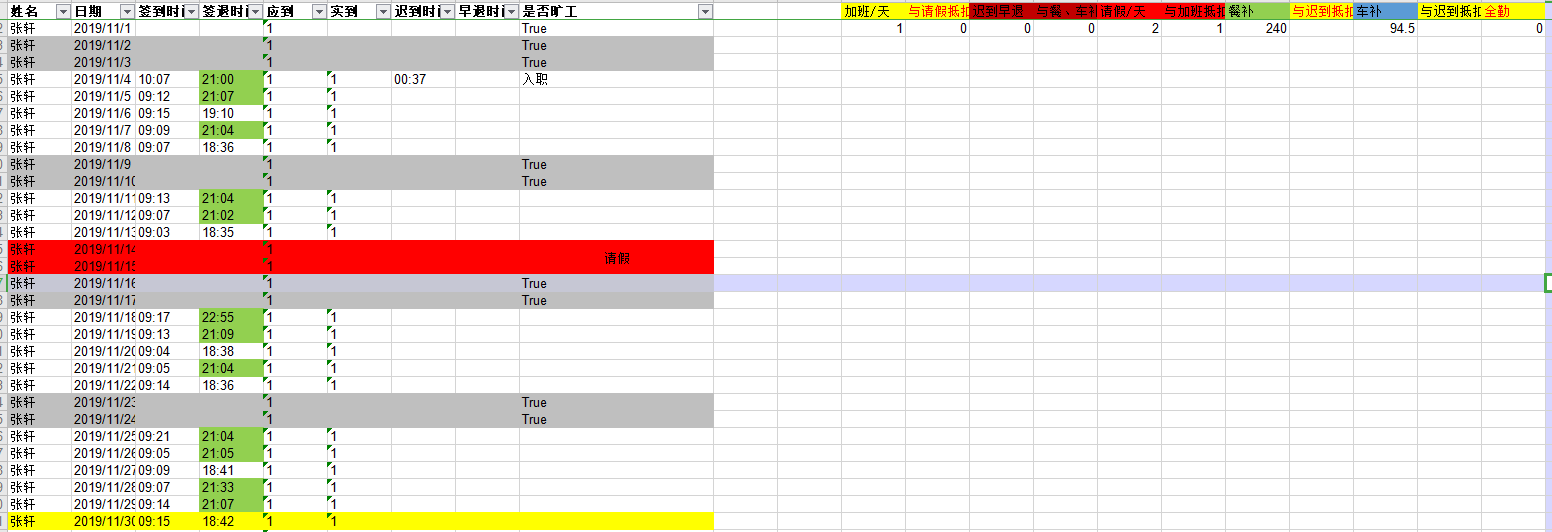 姓名 日期 签到时间 签退时间 应到 实到 迟到时间 早退时间 是否旷工 加班/天 与请假抵扣 迟到早退 与餐、车补 请假/天 与加班抵扣 餐补 与迟到抵扣 车补 与迟到抵扣 全勤
张轩 2019/11/1 1 True 1 0 0 0 2 1 240 94.5 0
张轩 2019/11/2 1 True
张轩 2019/11/3 1 True
张轩 2019/11/4 10:07 21:00 1 1 00:37 入职
张轩 2019/11/5 09:12 21:07 1 1
张轩 2019/11/6 09:15 19:10 1 1
张轩 2019/11/7 09:09 21:04 1 1
张轩 2019/11/8 09:07 18:36 1 1
张轩 2019/11/9 1 True
张轩 2019/11/10 1 True
张轩 2019/11/11 09:13 21:04 1 1
张轩 2019/11/12 09:07 21:02 1 1
张轩 2019/11/13 09:03 18:35 1 1
张轩 2019/11/14 1
请假
张轩 2019/11/15 1
张轩 2019/11/16 1 True
张轩 2019/11/17 1 True
张轩 2019/11/18 09:17 22:55 1 1
张轩 2019/11/19 09:13 21:09 1 1
张轩 2019/11/20 09:04 18:38 1 1
张轩 2019/11/21 09:05 21:04 1 1
张轩 2019/11/22 09:14 18:36 1 1
张轩 2019/11/23 1 True
张轩 2019/11/24 1 True
张轩 2019/11/25 09:21 21:04 1 1
张轩 2019/11/26 09:05 21:05 1 1
张轩 2019/11/27 09:09 18:41 1 1
张轩 2019/11/28 09:07 21:33 1 1
张轩 2019/11/29 09:14 21:07 1 1
张轩 2019/11/30 09:15 18:42 1 1